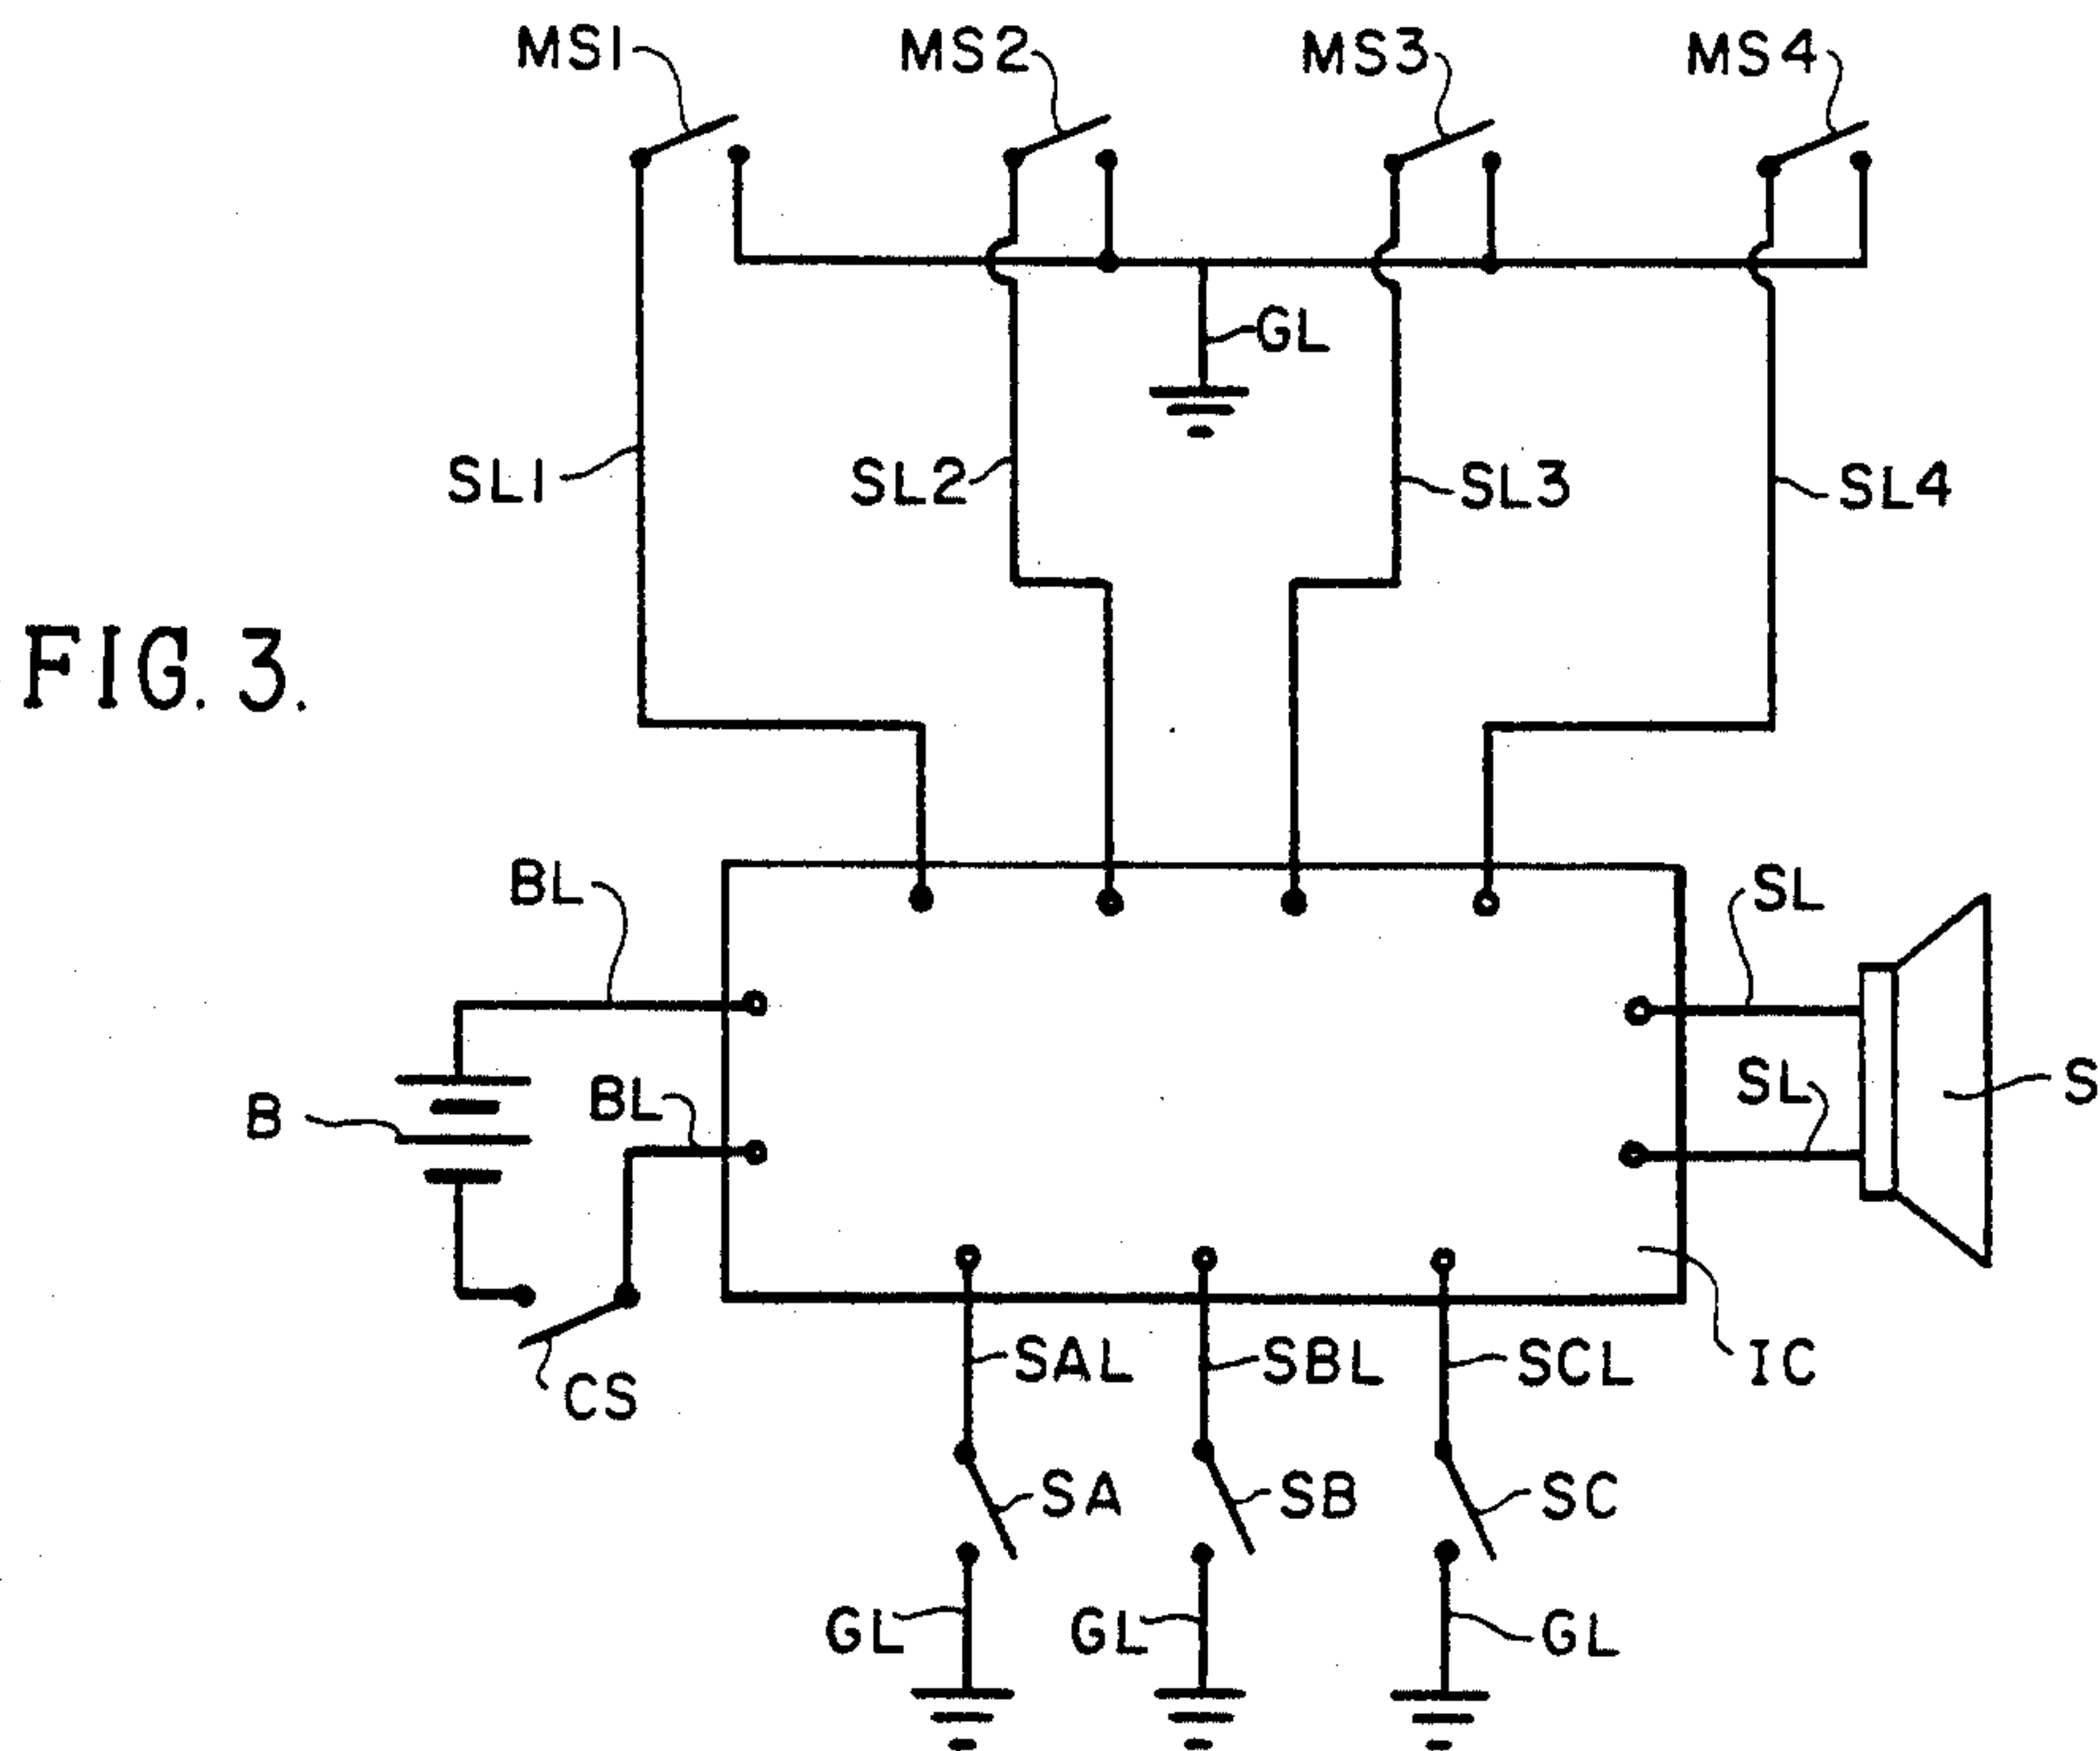 MS1 MS2 MS3 MS4
GL
SL1 SL2 SL3 SL4
FIG. 3.
BL SL
B BL SL S
SAL SBL SCL IC
CS
SA SB SC
GL GL GL